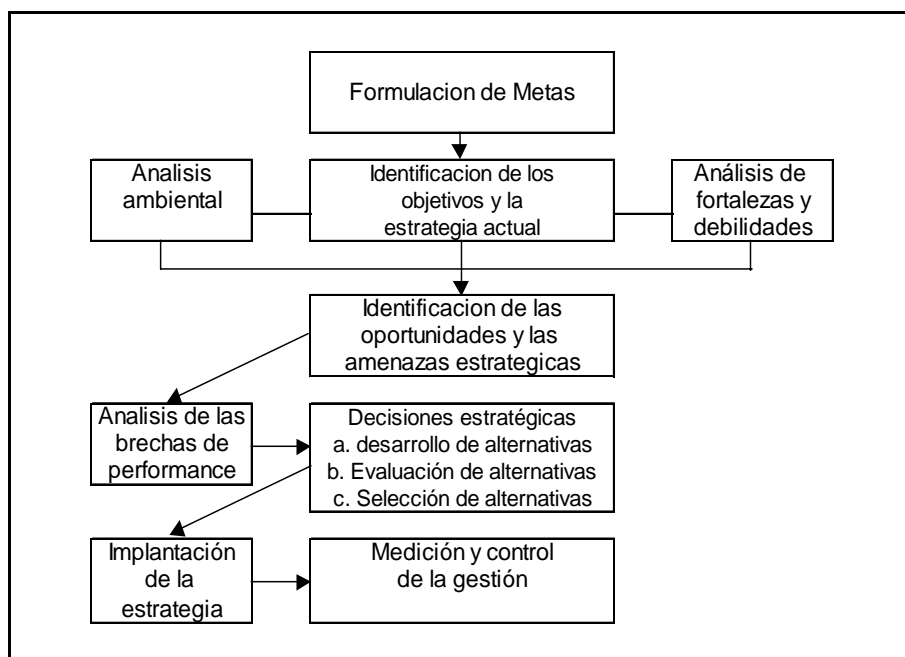 Formulacion de Metas
Analisis
ambiental
Identificacion de los
objetivos y la
estrategia actual
Análisis de
fortalezas y
debilidades
Identificacion de las
oportunidades y las
amenazas estrategicas
Analisis de las
brechas de
performance
Decisiones estratégicas
a. desarrollo de alternativas
b. Evaluación de alternativas
c. Selección de alternativas
Implantación
de la
estrategia
Medición y control
de la gestión